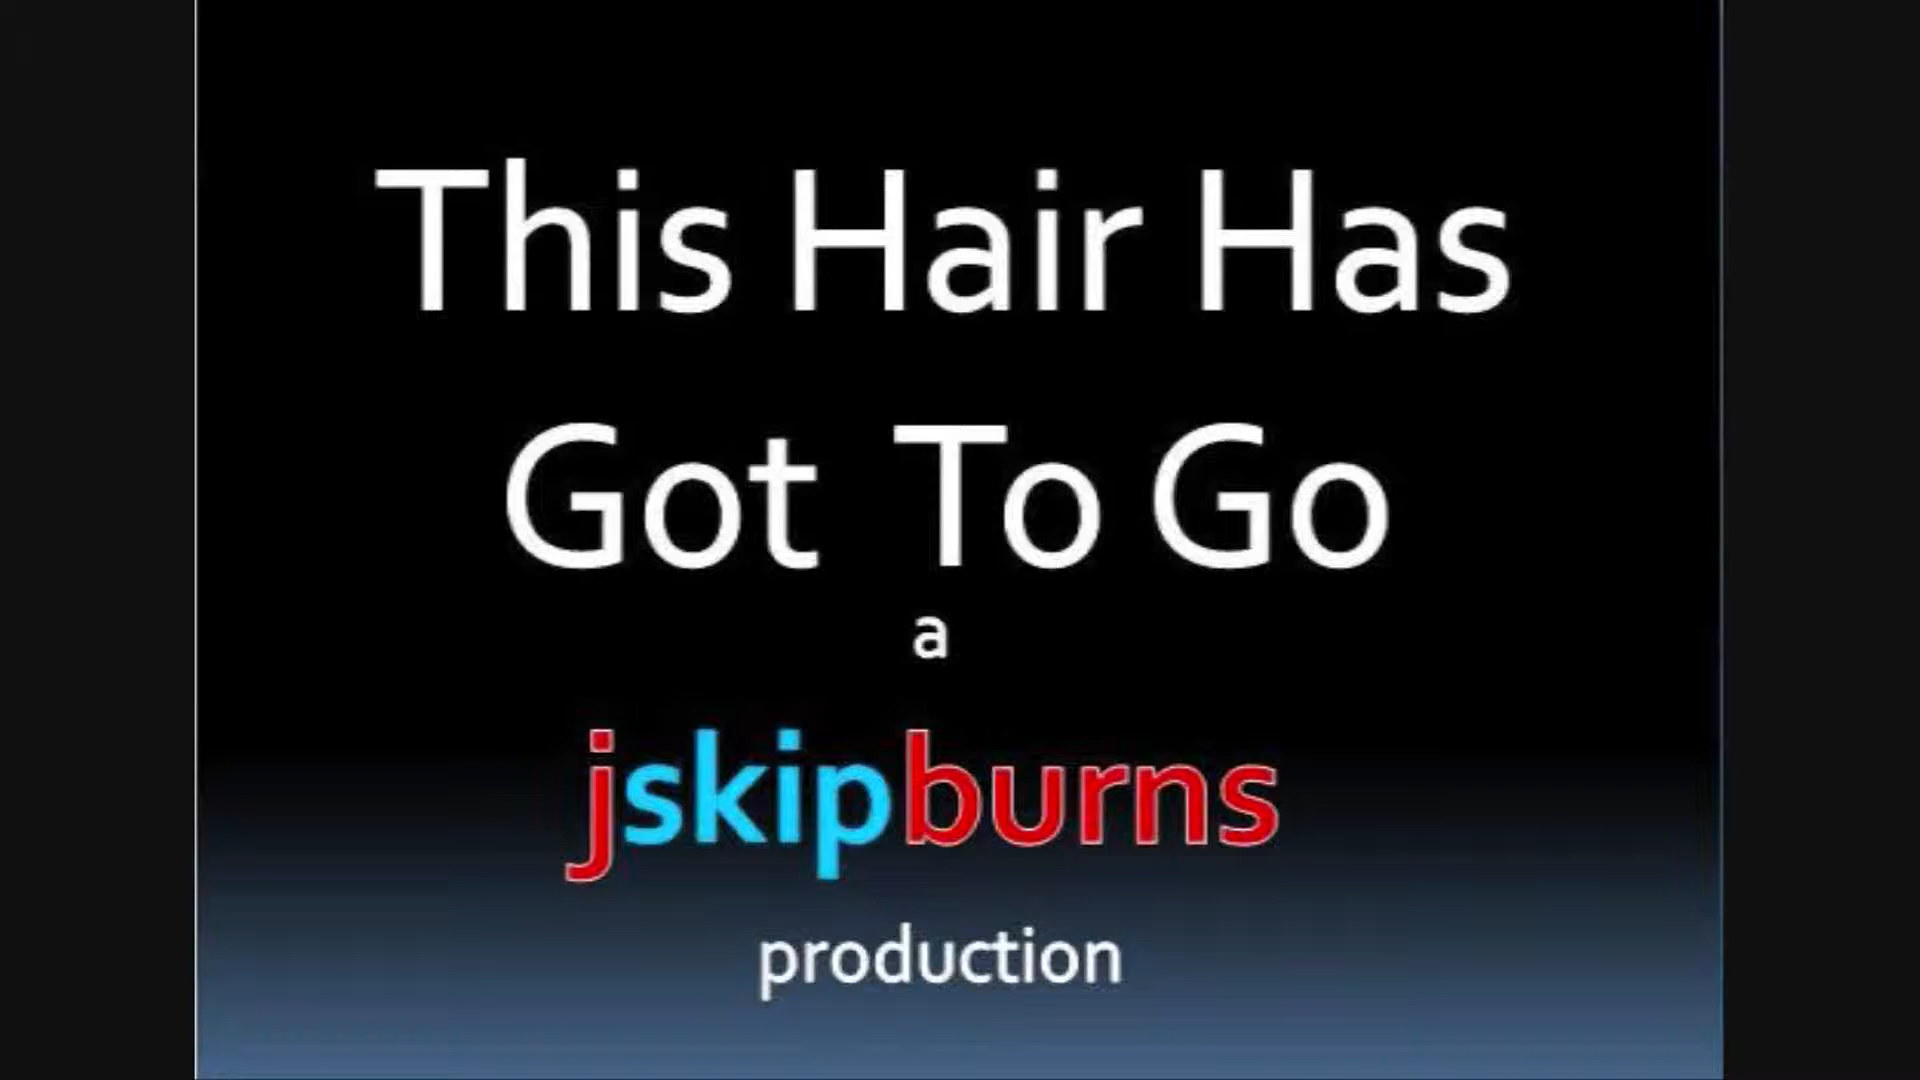 This Hair Has
Got To Go
a
jskipburns
production